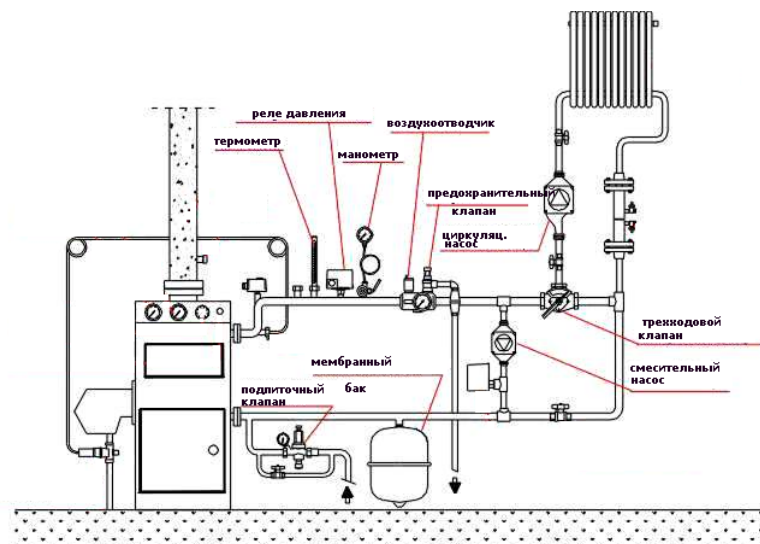 реле давления
воздухоотводчик
термометр
манометр
предохранительный
клапан
циркуляц.
насос
трехходовой
клапан
мембранный
бак
смесительный
насос
подпиточный
клапан